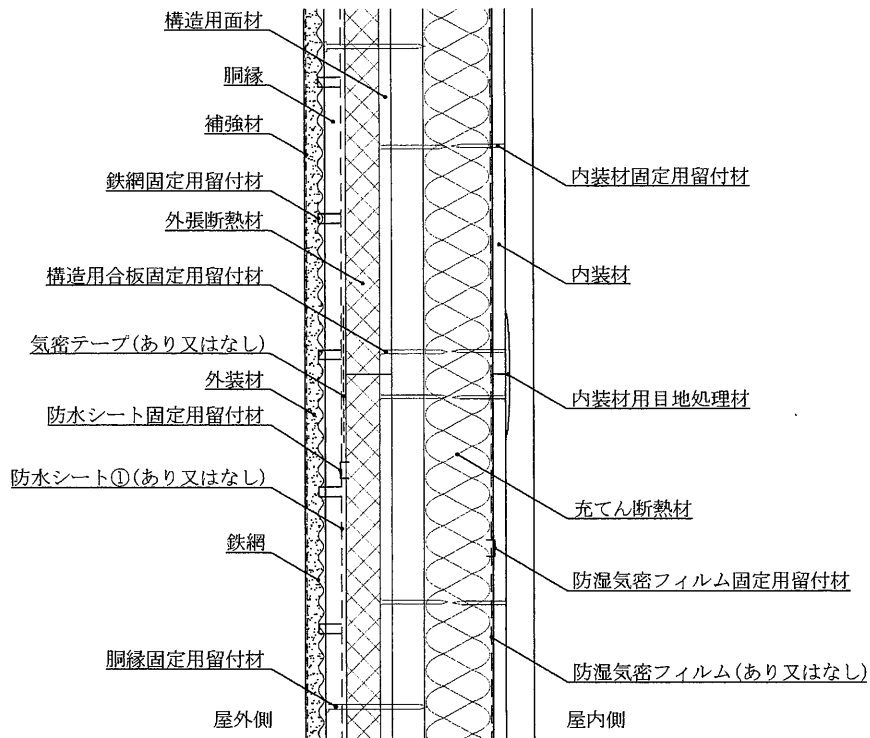 構造用面材
胴縁
補強材
鉄網固定用留付材
外張断熱材
構造用合板固定用留付材
気密テープ(あり又はなし)
外装材
防水シート固定用留付材
防水シート①(あり又はなし)
鉄網
胴縁固定用留付材
屋外側
内装材固定用留付材
内装材
内装材用目地処理材
充てん断熱材
防湿気密フィルム固定用留付材
防湿気密フィルム(あり又はなし)
屋内側